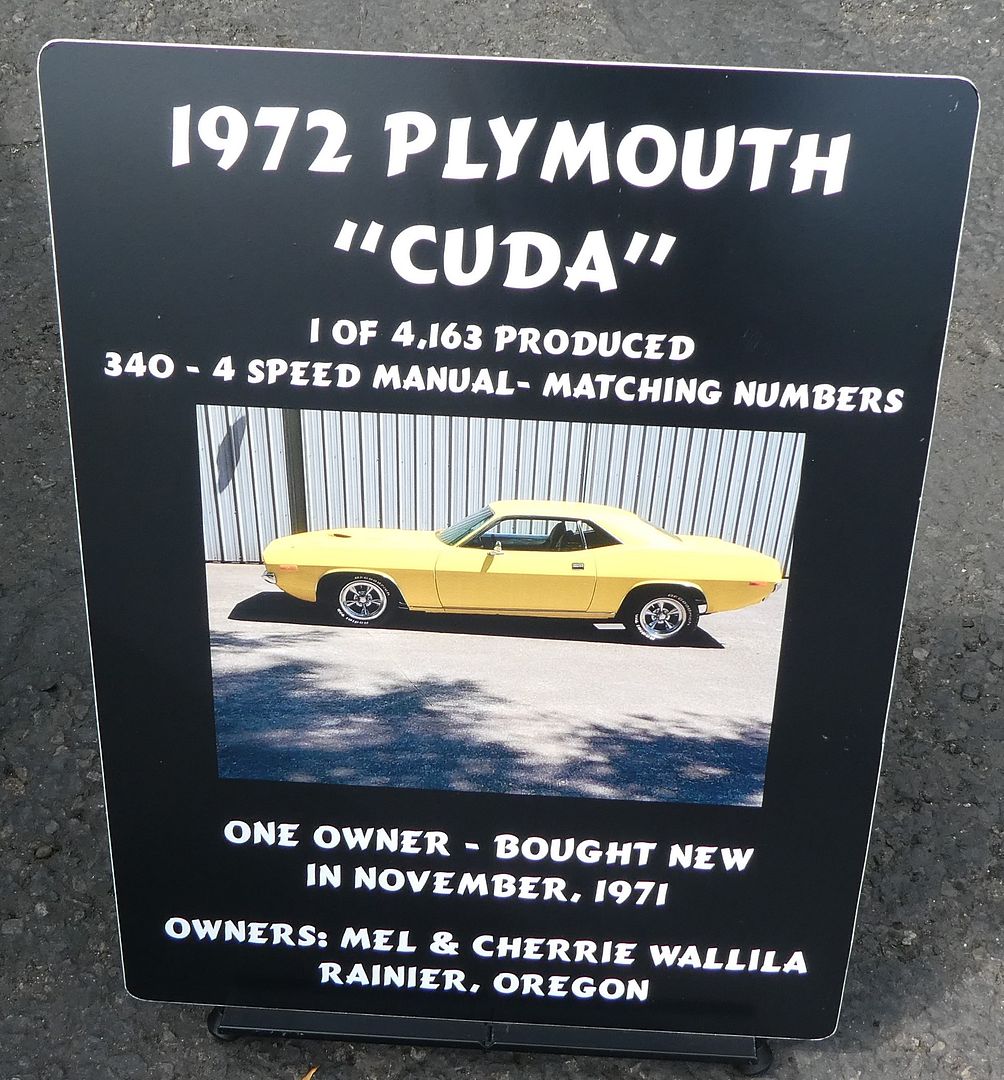 1972 PLYMOUTH
"CUDA"
1 OF 4,163 PRODUCED
340 - 4 SPEED MANUAL- MATCHING NUMBERS
ONE OWNER - BOUGHT NEW
IN NOVEMBER, 1971
OWNERS: MEL & CHERRIE WALLILA
RAINIER, OREGON